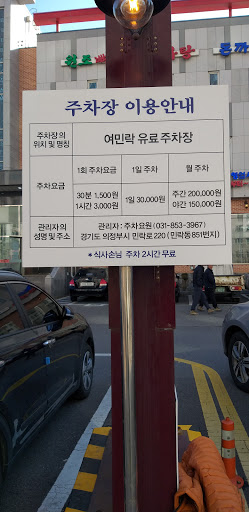 주차장 이용안내
주차장의 위치 및 명칭
여민락 유료 주차장
주차요금
1회 주차요금 1일 주차 월 주차
30분 1,500원 1일 30,000원 주간 200,000원
1시간 3,000원 야간 150,000원
관리자의 성명 및 주소
관리자 : 주차요원 (031-853-3967)
경기도 의정부시 민락로 220 (민락동851번지)
* 식사손님 주차 2시간 무료